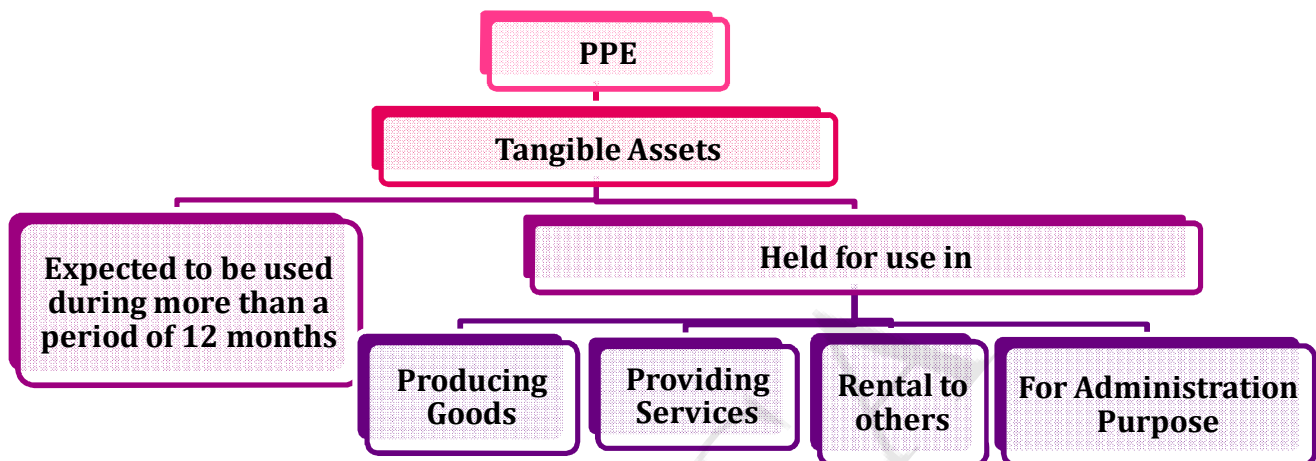 PPE
Tangible Assets
Expected to be used
during more than a
period of 12 months
Held for use in
Producing
Goods
Providing
Services
Rental to
others
For Administration
Purpose